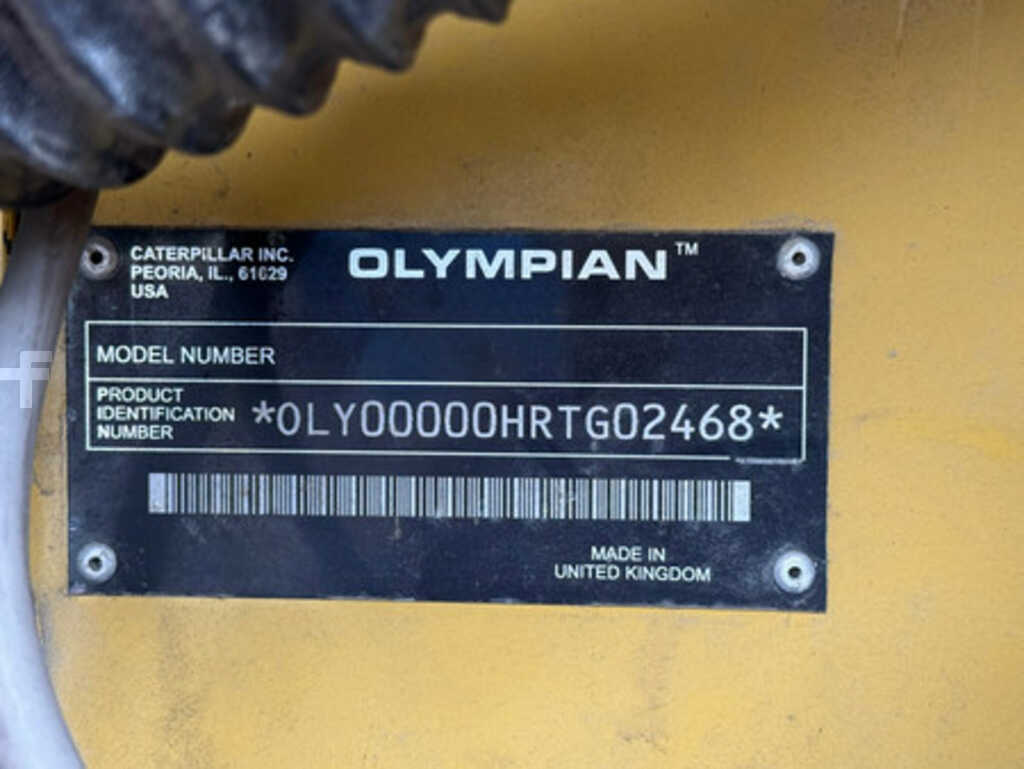 CATERPILLAR INC.
PEORIA, IL., 61629
USA
OLYMPIAN™
MODEL NUMBER
PRODUCT
IDENTIFICATION
NUMBER
*OLY00000HRTG02468*
MADE IN
UNITED KINGDOM